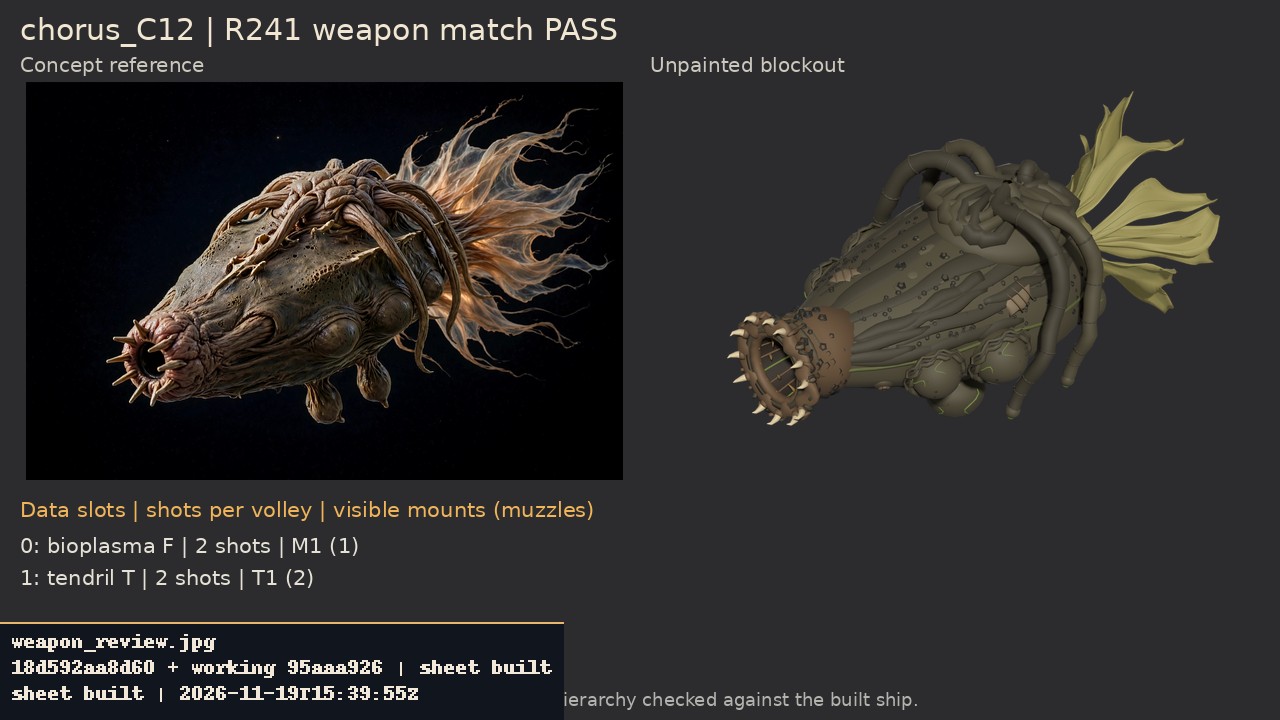 chorus_C12 | R241 weapon match PASS
Concept reference
Unpainted blockout
Data slots | shots per volley | visible mounts (muzzles)
0: bioplasma F | 2 shots | M1 (1)
1: tendril T | 2 shots | T1 (2)
weapon_review.jpg
18d592aa8d60 + working 95aaa926 | sheet built
sheet built | 2026-11-19T15:39:55Z
checked against the built ship.